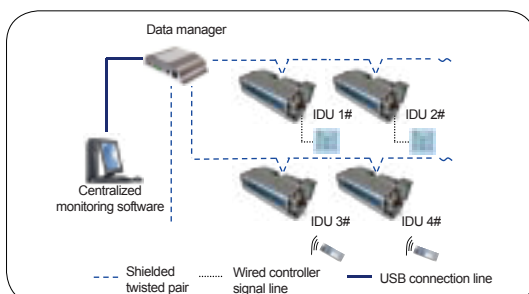 Data manager
IDU 1#
IDU 2#
Centralized
monitoring software
IDU 3#
IDU 4#
Shielded
twisted pair
Wired controller
signal line
USB connection line